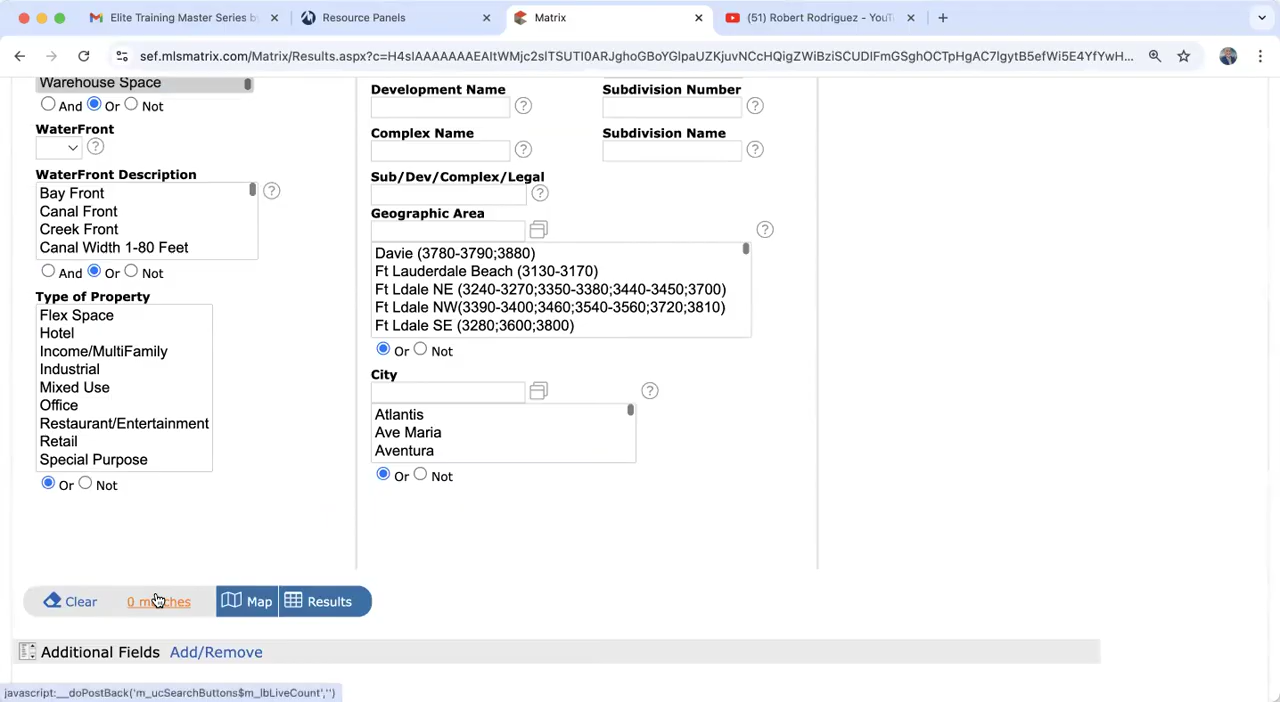 Elite Training Master Series by
Resource Panels
Matrix
(51) Robert Rodriguez - YouT
sef.mlsmatrix.com/Matrix/Results.aspx?c=H4sIAAAAAAAEAItWMjc2slTSUTI0ARJghoGBoYGlpaUZKjuvNCcHQigZWiBziSCUDIFmGSghOCTpHgAC7IgytB5efWi5E4YfYwH...
Warehouse Space
And Or Not
WaterFront
WaterFront Description
Bay Front
Canal Front
Creek Front
Canal Width 1-80 Feet
And Or Not
Type of Property
Flex Space
Hotel
Income/MultiFamily
Industrial
Mixed Use
Office
Restaurant/Entertainment
Retail
Special Purpose
Or Not
Development Name
Subdivision Number
Complex Name
Subdivision Name
Sub/Dev/Complex/Legal
Geographic Area
Davie (3780-3790;3880)
Ft Lauderdale Beach (3130-3170)
Ft Ldale NE (3240-3270;3350-3380;3440-3450;3700)
Ft Ldale NW(3390-3400;3460;3540-3560;3720;3810)
Ft Ldale SE (3280;3600;3800)
Or Not
City
Atlantis
Ave Maria
Aventura
Or Not
Clear 0 matches Map Results
Additional Fields Add/Remove
javascript:__doPostBack('m_ucSearchButtons$m_lbLiveCount','')